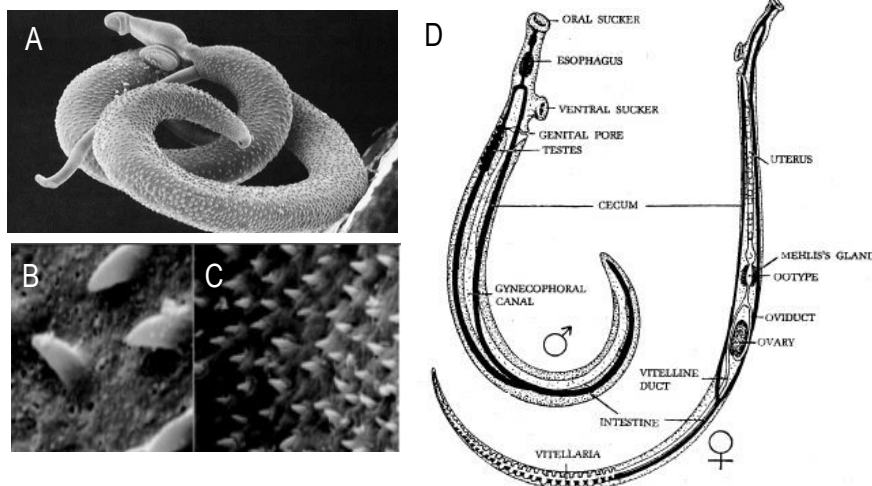 A
B
C
D
ORAL SUCKER
ESOPHAGUS
VENTRAL SUCKER
GENITAL PORE
TESTES
UTERUS
CECUM
MEHLIS'S GLAND
OOTYPE
GYNECOPHORAL
CANAL
OVIDUCT
OVARY
VITELLINE
DUCT
INTESTINE
VITELLARIA